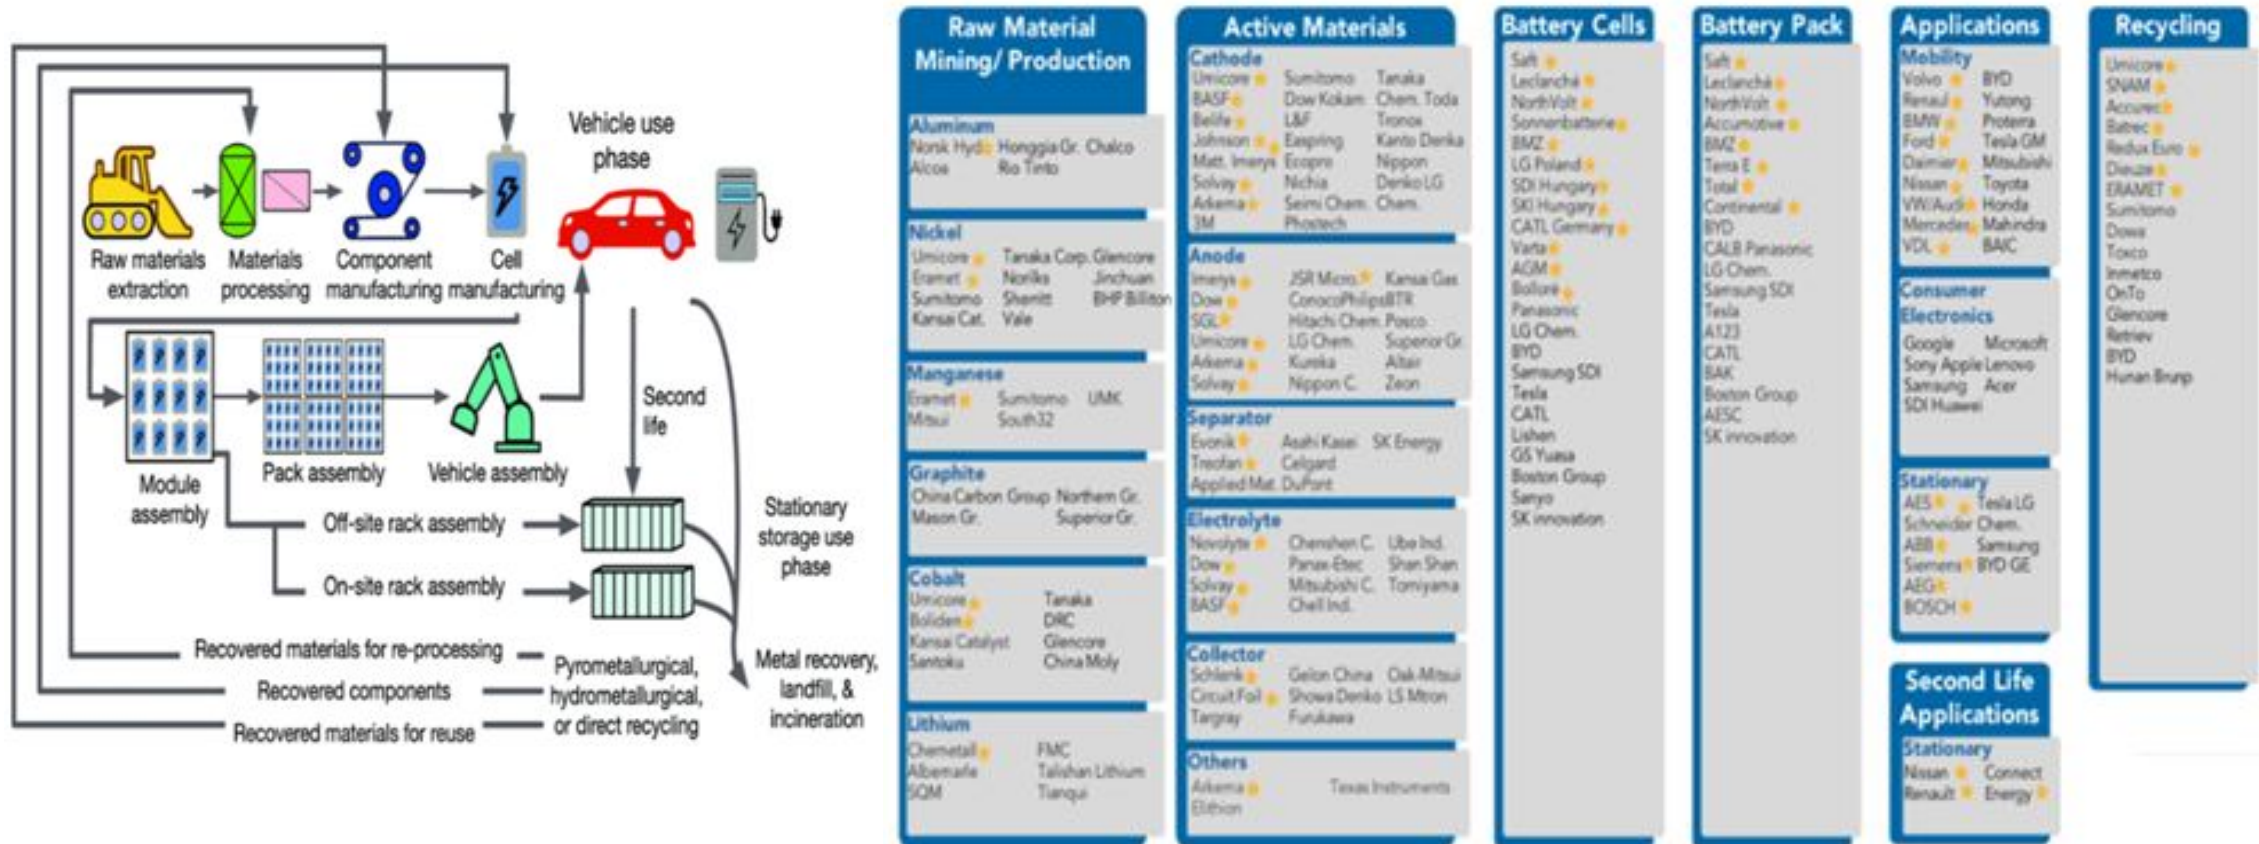 Vehicle use
phase
Raw materials
extraction
Materials
processing
Component
manufacturing
Cell
manufacturing
Module
assembly
Pack assembly
Vehicle assembly
Second
life
Off-site rack assembly
On-site rack assembly
Stationary
storage use
phase
Recovered materials for re-processing
Recovered components
Recovered materials for reuse
Pyrometallurgical,
hydrometallurgical,
or direct recycling
Metal recovery,
landfill, &
incineration
Raw Material
Mining/ Production
Aluminum
Norsk Hyd Honggia Gr. Chalco
Alcoa Rio Tinto
Nickel
Umicore Tanaka Corp. Glencore
Eramet Norilks Jinchuan
Sumitomo Sherritt BHP Billiton
Kansai Cat. Vale
Manganese
Eramet Sumitomo UMK
Mitsui South32
Graphite
China Carbon Group Northern Gr.
Mason Gr. Superior Gr.
Cobalt
Umicore Tanaka
Boliden DRC
Kansai Catalyst Glencore
Santoku China Moly
Lithium
Chemetall FMC
Albemarle Talishan Lithium
SQM Tianqui
Active Materials
Cathode
Umicore Sumitomo Tanaka
BASF Dow Kokam Chem. Toda
Belife L&F Tronox
Johnson Easpring Kanto Denka
Matt. Imerys Ecopro Nippon
Solvay Nichia Denko LG
Arkema Seimi Chem. Chem.
3M Phostech
Anode
Imerys JSR Micro. Kansai Gas
Dow ConocoPhilips BTR
SGL Hitachi Chem. Posco
Umicore LG Chem. Superior Gr.
Arkema Kureka Altair
Solvay Nippon C. Zeon
Separator
Evonik Asahi Kasei SK Energy
Treofan Celgard
Applied Mat. DuPont
Electrolyte
Novolyte Chenshen C. Ube Ind.
Dow Panax-Etec Shan Shan
Solvay Mitsubishi C. Tomiyama
BASF Cheil Ind.
Collector
Schlenk Gelon China Oak-Mitsui
Circuit Foil Showa Denko LS Mtron
Targray Furukawa
Others
Arkema Texas Instruments
Elithion
Battery Cells
Saft
Leclanché
NorthVolt
Sonnenbatterie
BMZ
LG Poland
SDI Hungary
SKI Hungary
CATL Germany
Varta
AGM
Bolloré
Panasonic
LG Chem.
BYD
Samsung SDI
Tesla
CATL
Lishen
GS Yuasa
Boston Group
Sanyo
SK innovation
Battery Pack
Saft
Leclanché
NorthVolt
Accumotive
BMZ
Terra E
Total
Continental
BYD
CALB Panasonic
LG Chem.
Samsung SDI
Tesla
A123
CATL
BAK
Boston Group
AESC
SK innovation
Applications
Mobility
Volvo BYD
Renaul Yutong
BMW Proterra
Ford Tesla GM
Daimler Mitsubishi
Nissan Toyota
VW/Audi Honda
Mercedes Mahindra
VDL BAIC
Consumer
Electronics
Google Microsoft
Sony Apple Lenovo
Samsung Acer
SDI Huawei
Stationary
AES Tesla LG
Schneider Chem.
ABB Samsung
Siemens BYD GE
AEG
BOSCH
Second Life
Applications
Stationary
Nissan Connect
Renault Energy
Recycling
Umicore
SNAM
Accurec
Batrec
Redux Euro
Dieuze
ERAMET
Sumitomo
Dowa
Toxco
Inmetco
OnTo
Glencore
Retriev
BYD
Hunan Brunp